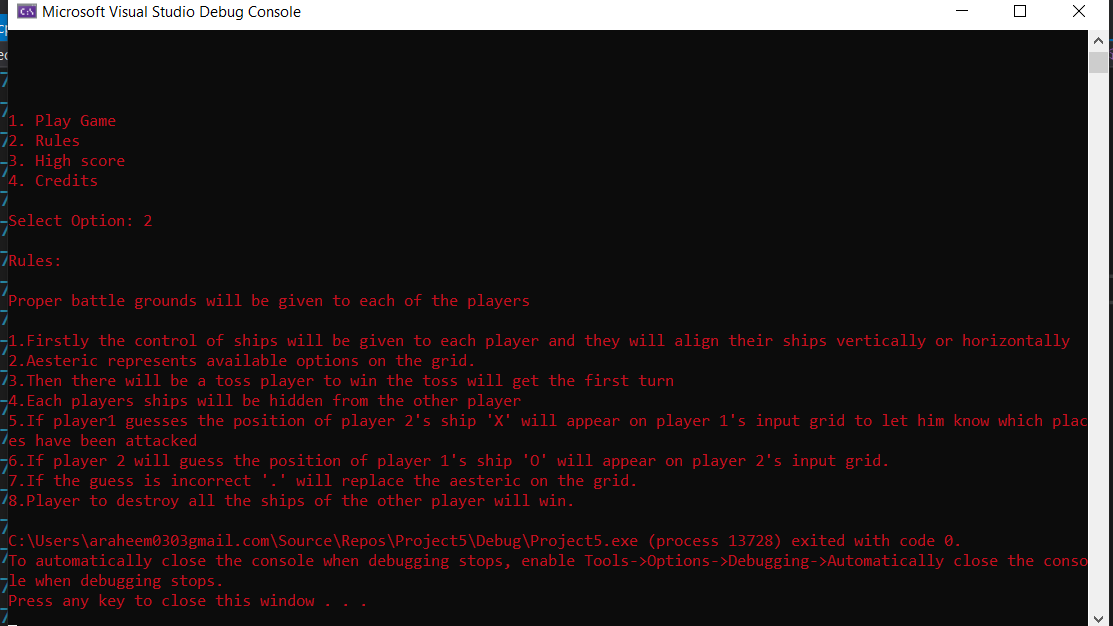 Microsoft Visual Studio Debug Console
1. Play Game
2. Rules
3. High score
4. Credits
Select Option: 2
Rules:
Proper battle grounds will be given to each of the players
1.Firstly the control of ships will be given to each player and they will align their ships vertically or horizontally
2.Aesteric represents available options on the grid.
3.Then there will be a toss player to win the toss will get the first turn
4.Each players ships will be hidden from the other player
5.If player1 guesses the position of player 2's ship 'X' will appear on player 1's input grid to let him know which plac
es have been attacked
6.If player 2 will guess the position of player 1's ship 'O' will appear on player 2's input grid.
7.If the guess is incorrect '.' will replace the aesteric on the grid.
8.Player to destroy all the ships of the other player will win.
C:\Users\araheem0303gmail.com\Source\Repos\Project5\Debug\Project5.exe (process 13728) exited with code 0.
To automatically close the console when debugging stops, enable Tools->Options->Debugging->Automatically close the conso
le when debugging stops.
Press any key to close this window . . .